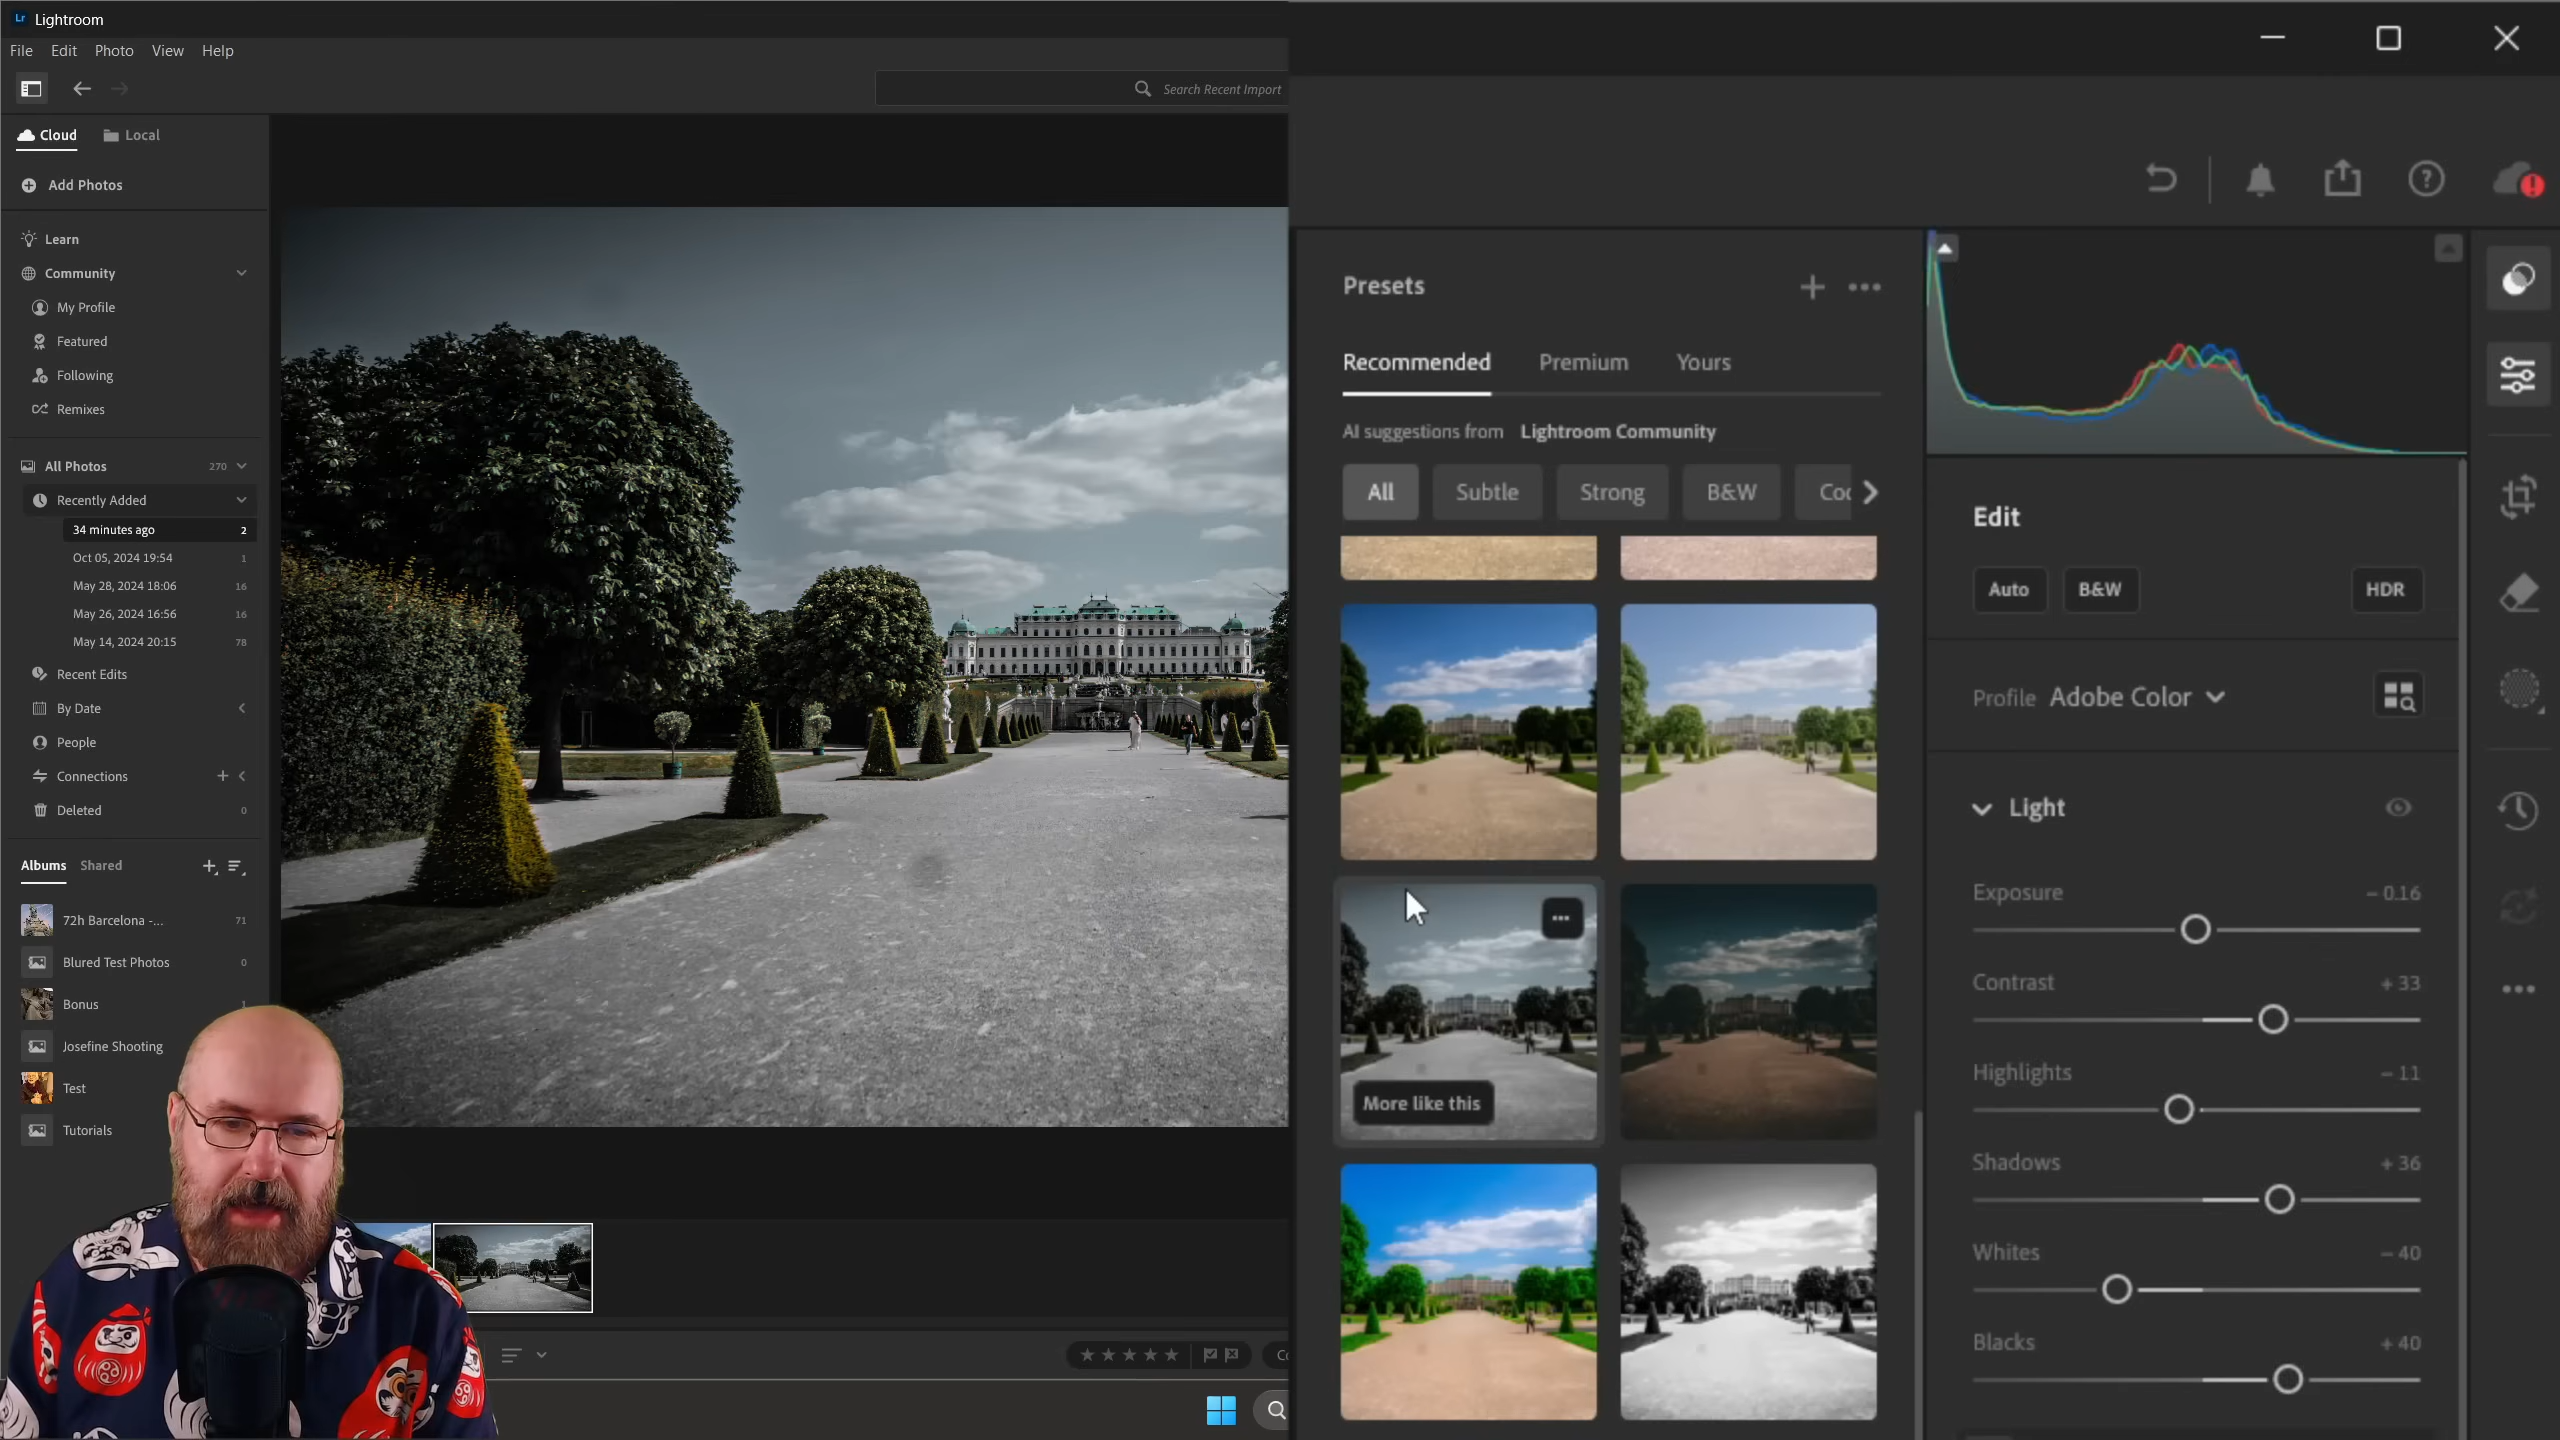 Lr Lightroom
File Edit Photo View Help
Search Recent Import
Cloud Local
Add Photos
Learn
Community
My Profile
Featured
Following
Remixes
All Photos 270
Recently Added
34 minutes ago 2
Oct 05, 2024 19:54 1
May 28, 2024 18:06 16
May 26, 2024 16:56 16
May 14, 2024 20:15 78
Recent Edits
By Date
People
Connections
Deleted 0
Albums Shared
72h Barcelona -... 71
Blured Test Photos 0
Bonus 1
Josefine Shooting
Test
Tutorials
Presets
Recommended Premium Yours
AI suggestions from Lightroom Community
All Subtle Strong B&W
More like this
Edit
Auto B&W HDR
Profile Adobe Color
Light
Exposure – 0.16
Contrast + 33
Highlights – 11
Shadows + 36
Whites – 40
Blacks + 40